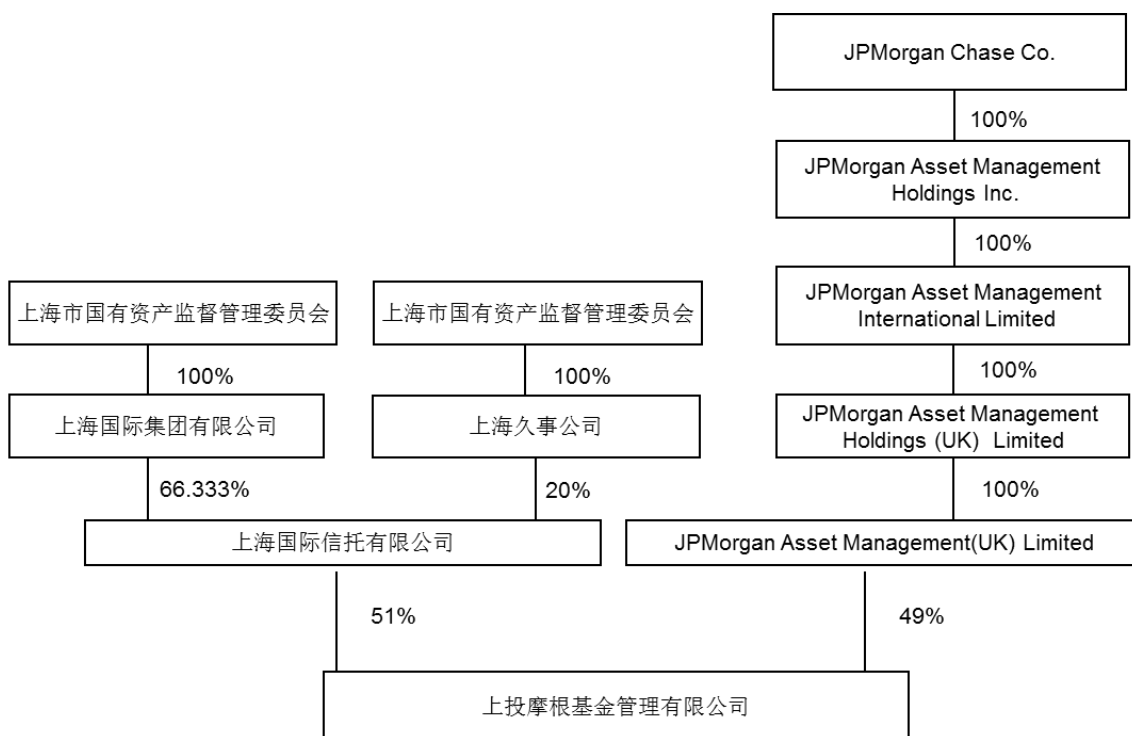 JPMorgan Chase Co.
100%
JPMorgan Asset Management
Holdings Inc.
100%
上海市国有资产监督管理委员会
上海市国有资产监督管理委员会
JPMorgan Asset Management
International Limited
100%
100%
100%
上海国际集团有限公司
上海久事公司
JPMorgan Asset Management
Holdings (UK) Limited
66.333%
20%
100%
上海国际信托有限公司
JPMorgan Asset Management(UK) Limited
51%
49%
上投摩根基金管理有限公司